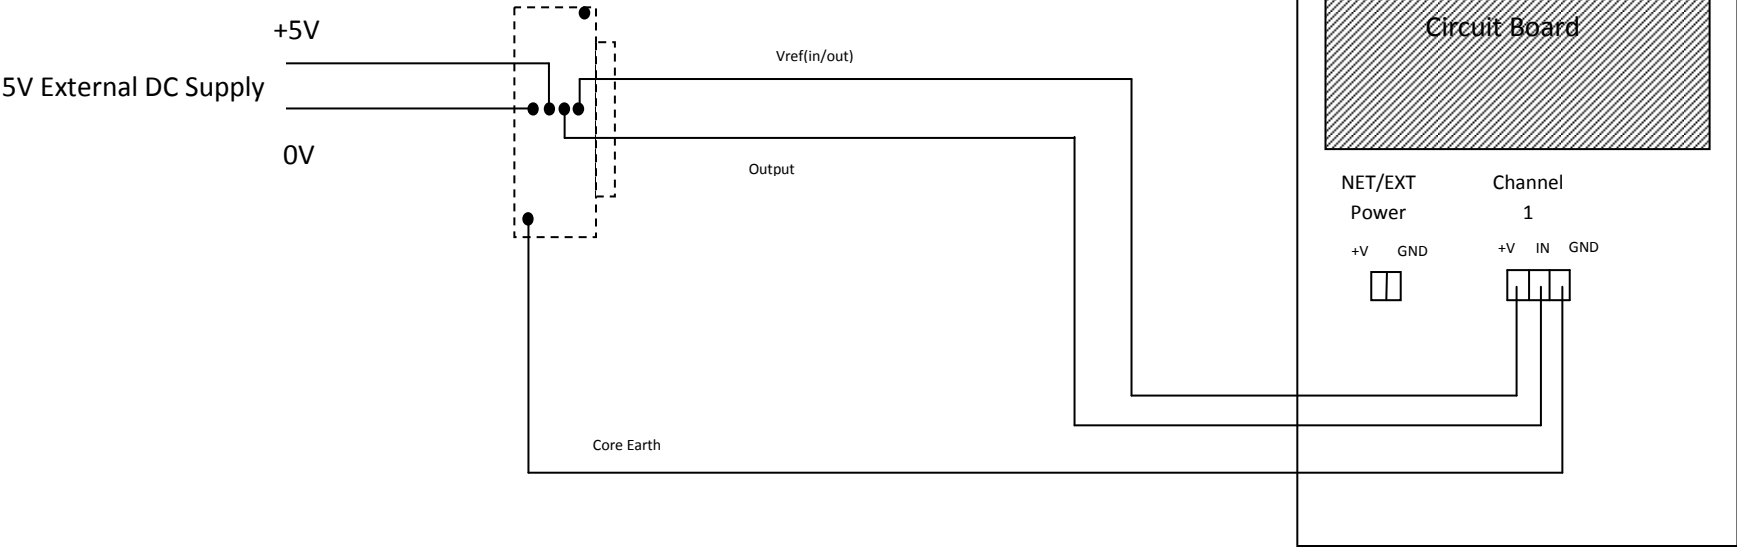 +5V
5V External DC Supply
0V
Vref(in/out)
Output
Core Earth
Circuit Board
NET/EXT
Power
+V GND
Channel
1
+V IN GND